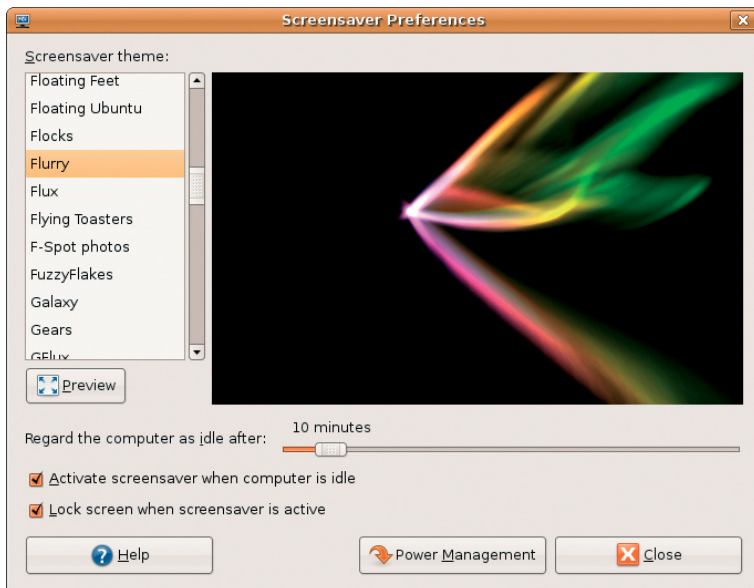 Screensaver Preferences
Screensaver theme:
Floating Feet
Floating Ubuntu
Flocks
Flurry
Flux
Flying Toasters
F-Spot photos
FuzzyFlakes
Galaxy
Gears
GFlux
Preview
10 minutes
Regard the computer as idle after:
Activate screensaver when computer is idle
Lock screen when screensaver is active
Help
Power Management
Close